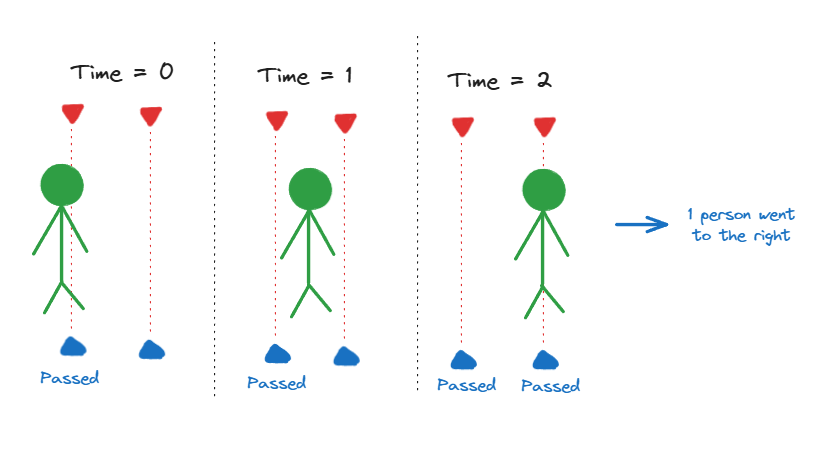 Time = 0
Time = 1
Time = 2
1 person went
to the right
Passed
Passed
Passed
Passed